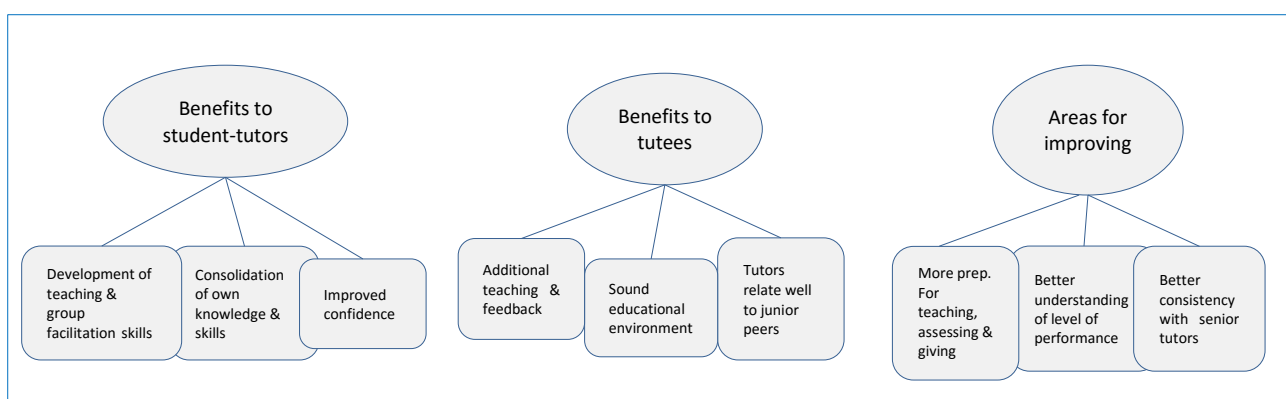 Benefits to
student-tutors
Development of
teaching &
group
facilitation skills
Consolidation
of own
knowledge &
skills
Improved
confidence
Benefits to
tutees
Additional
teaching &
feedback
Sound
educational
environment
Tutors
relate well
to junior
peers
Areas for
improving
More prep.
For
teaching,
assessing &
giving
Better
understanding
of level of
performance
Better
consistency
with senior
tutors